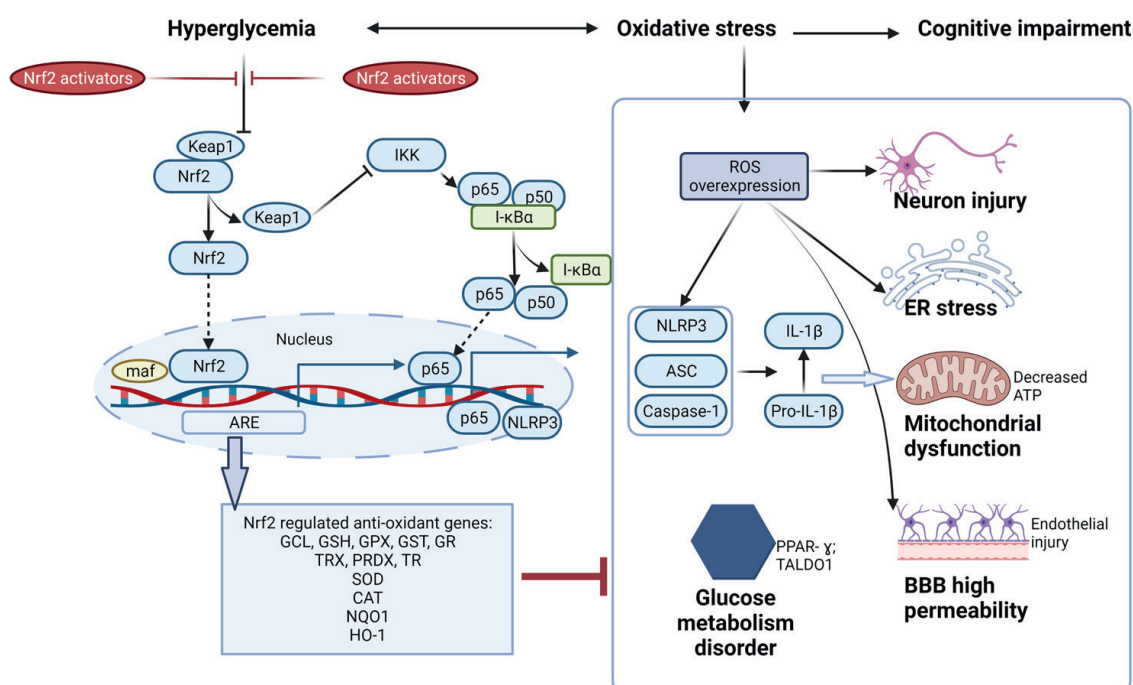 Hyperglycemia
Oxidative stress
Cognitive impairment
Nrf2 activators
Nrf2 activators
Keap1
Nrf2
Keap1
Nrf2
IKK
p65
p50
I-κBα
I-κBα
p65
p50
Nucleus
maf
Nrf2
p65
ARE
p65
NLRP3
Nrf2 regulated anti-oxidant genes:
GCL, GSH, GPX, GST, GR
TRX, PRDX, TR
SOD
CAT
NQO1
HO-1
ROS
overexpression
Neuron injury
ER stress
NLRP3
ASC
Caspase-1
IL-1β
Pro-IL-1β
Decreased
ATP
Mitochondrial
dysfunction
PPAR- ɣ;
TALDO1
Glucose
metabolism
disorder
Endothelial
injury
BBB high
permeability